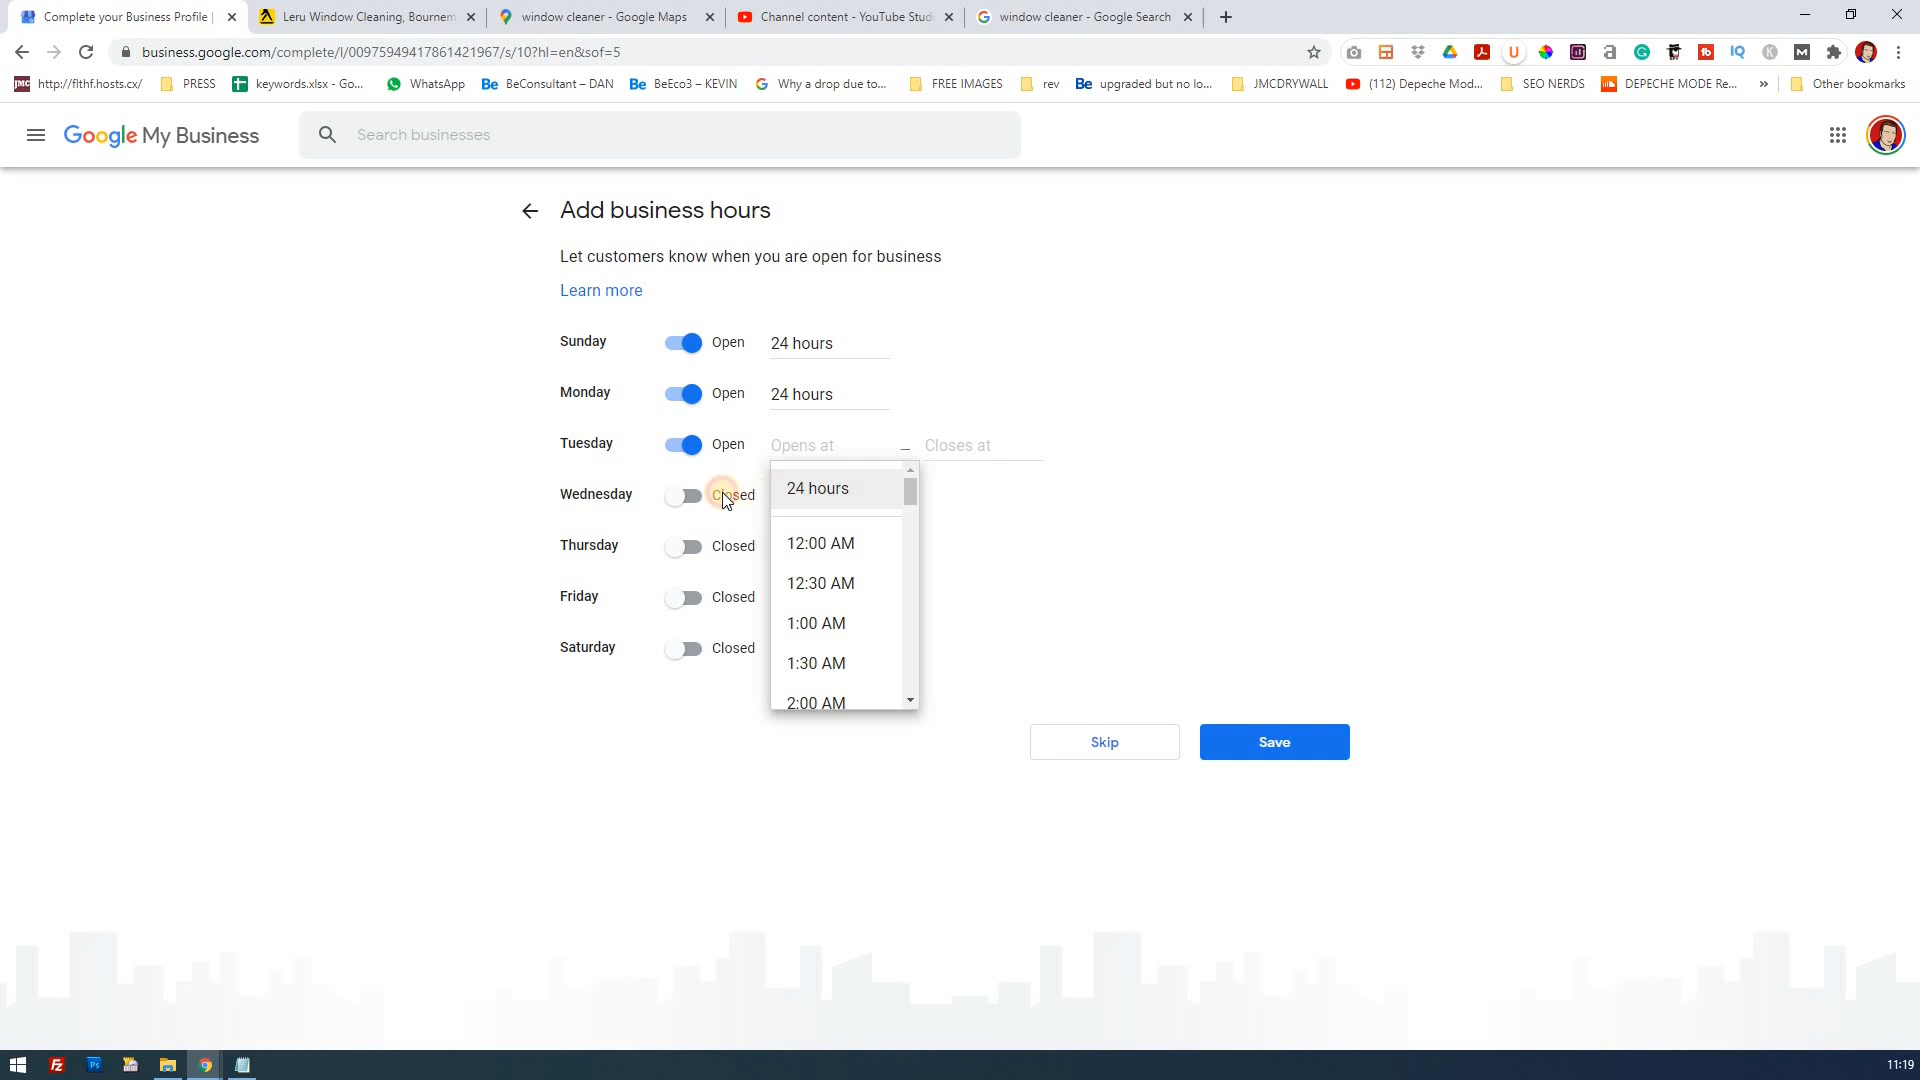 Complete your Business Profile |
Leru Window Cleaning, Bournem
window cleaner - Google Maps
Channel content - YouTube Studi
window cleaner - Google Search
business.google.com/complete/l/00975949417861421967/s/10?hl=en&sof=5
http://flthf.hosts.cx/
PRESS
keywords.xlsx - Go...
WhatsApp
BeConsultant – DAN
BeEco3 – KEVIN
Why a drop due to...
FREE IMAGES
rev
upgraded but no lo...
JMCDRYWALL
(112) Depeche Mod...
SEO NERDS
DEPECHE MODE Re...
»
Other bookmarks
Google My Business
Search businesses
Add business hours
Let customers know when you are open for business
Learn more
Sunday Open 24 hours
Monday Open 24 hours
Tuesday Open Opens at – Closes at
Wednesday Closed
Thursday Closed
Friday Closed
Saturday Closed
24 hours
12:00 AM
12:30 AM
1:00 AM
1:30 AM
2:00 AM
Skip
Save
11:19